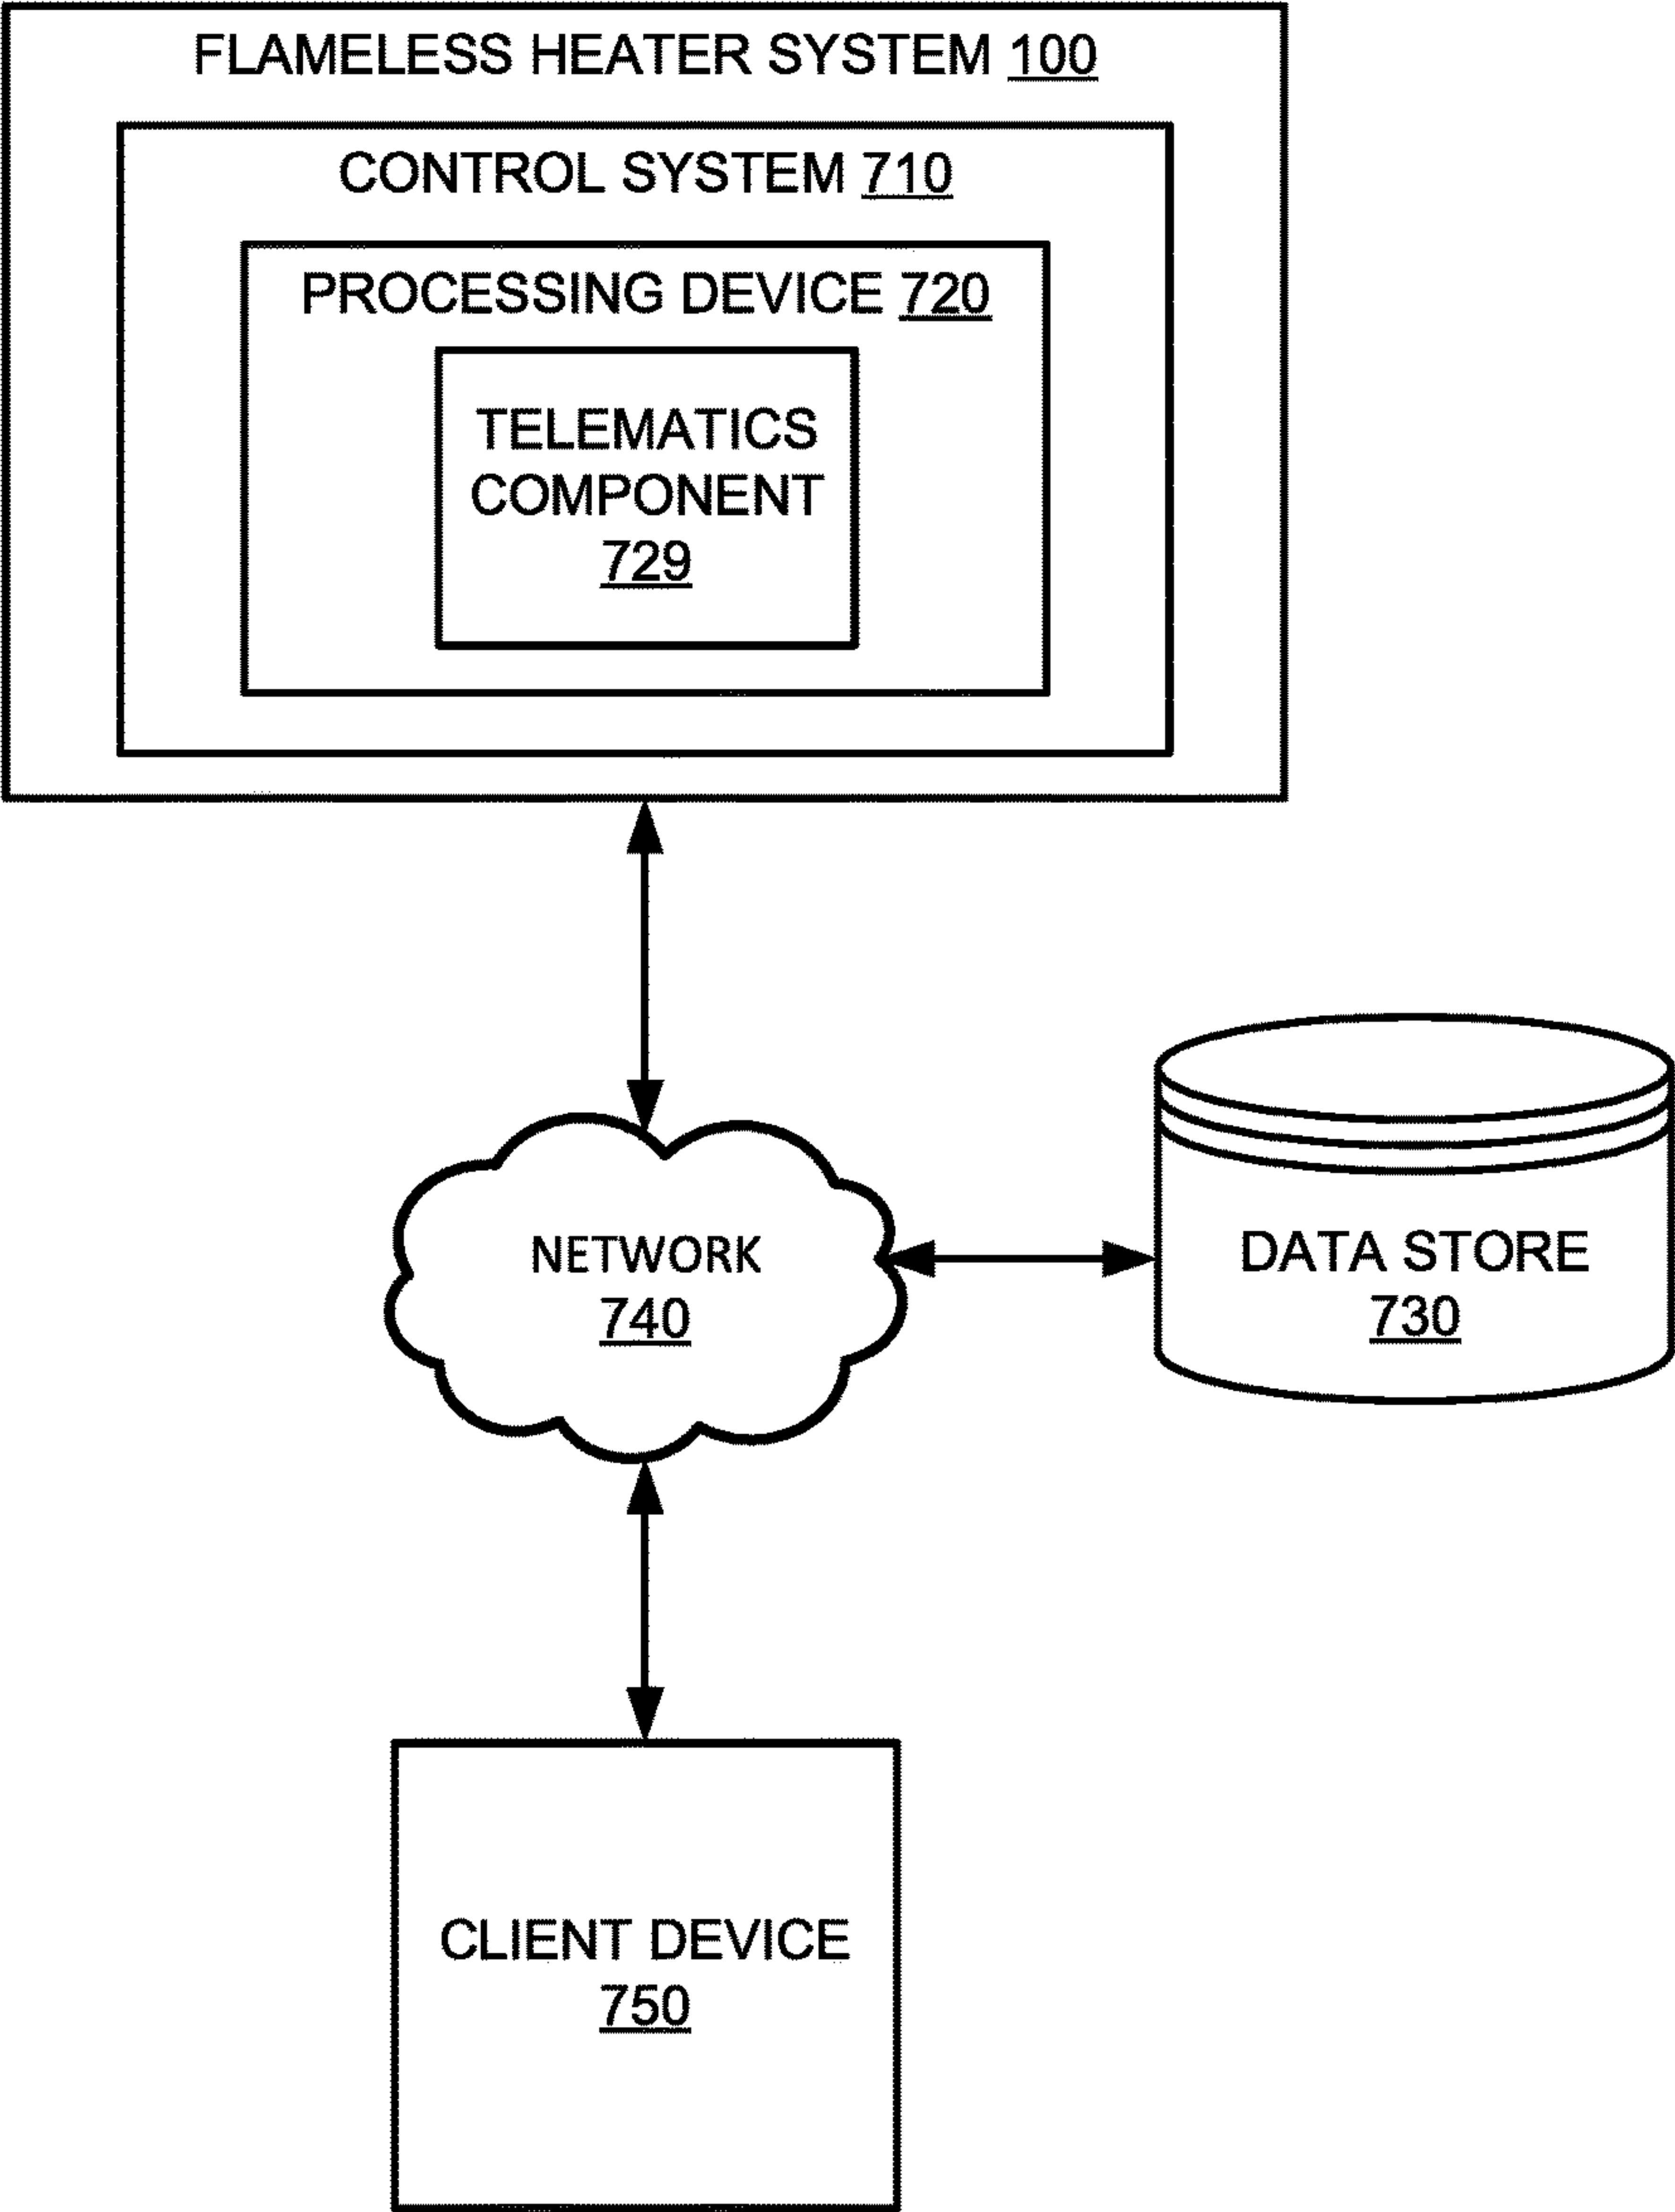 FLAMELESS HEATER SYSTEM 100
CONTROL SYSTEM 710
PROCESSING DEVICE 720
TELEMATICS
COMPONENT
729
NETWORK
740
DATA STORE
730
CLIENT DEVICE
750